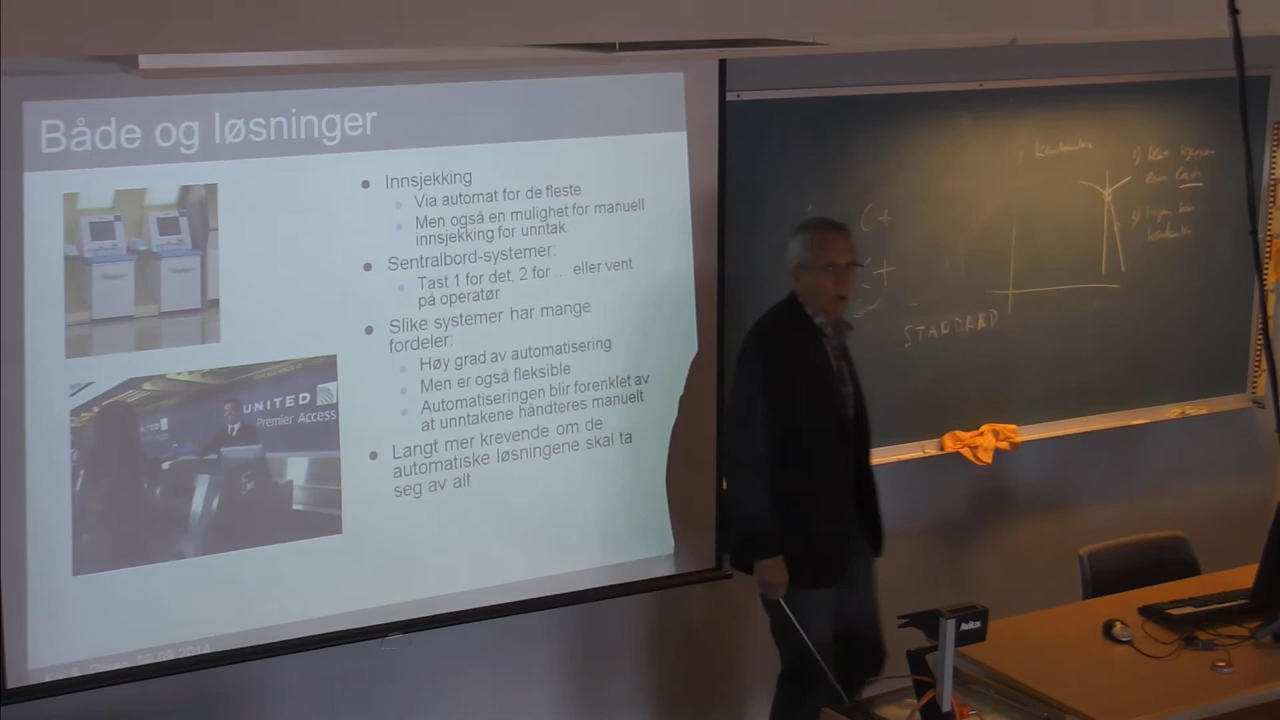 Både og løsninger
Innsjekking
Via automat for de fleste
Men også en mulighet for manuell
innsjekking for unntak.
Sentralbord-systemer:
Tast 1 for det, 2 for ... eller vent
på operatør
Slike systemer har mange
fordeler:
Høy grad av automatisering
Men er også fleksible
Automatiseringen blir forenklet av
at unntakene håndteres manuelt
Langt mer krevende om de
automatiske løsningene skal ta
seg av alt
UNITED
Premier Access
C+
C+
STANDARD
AVerVision